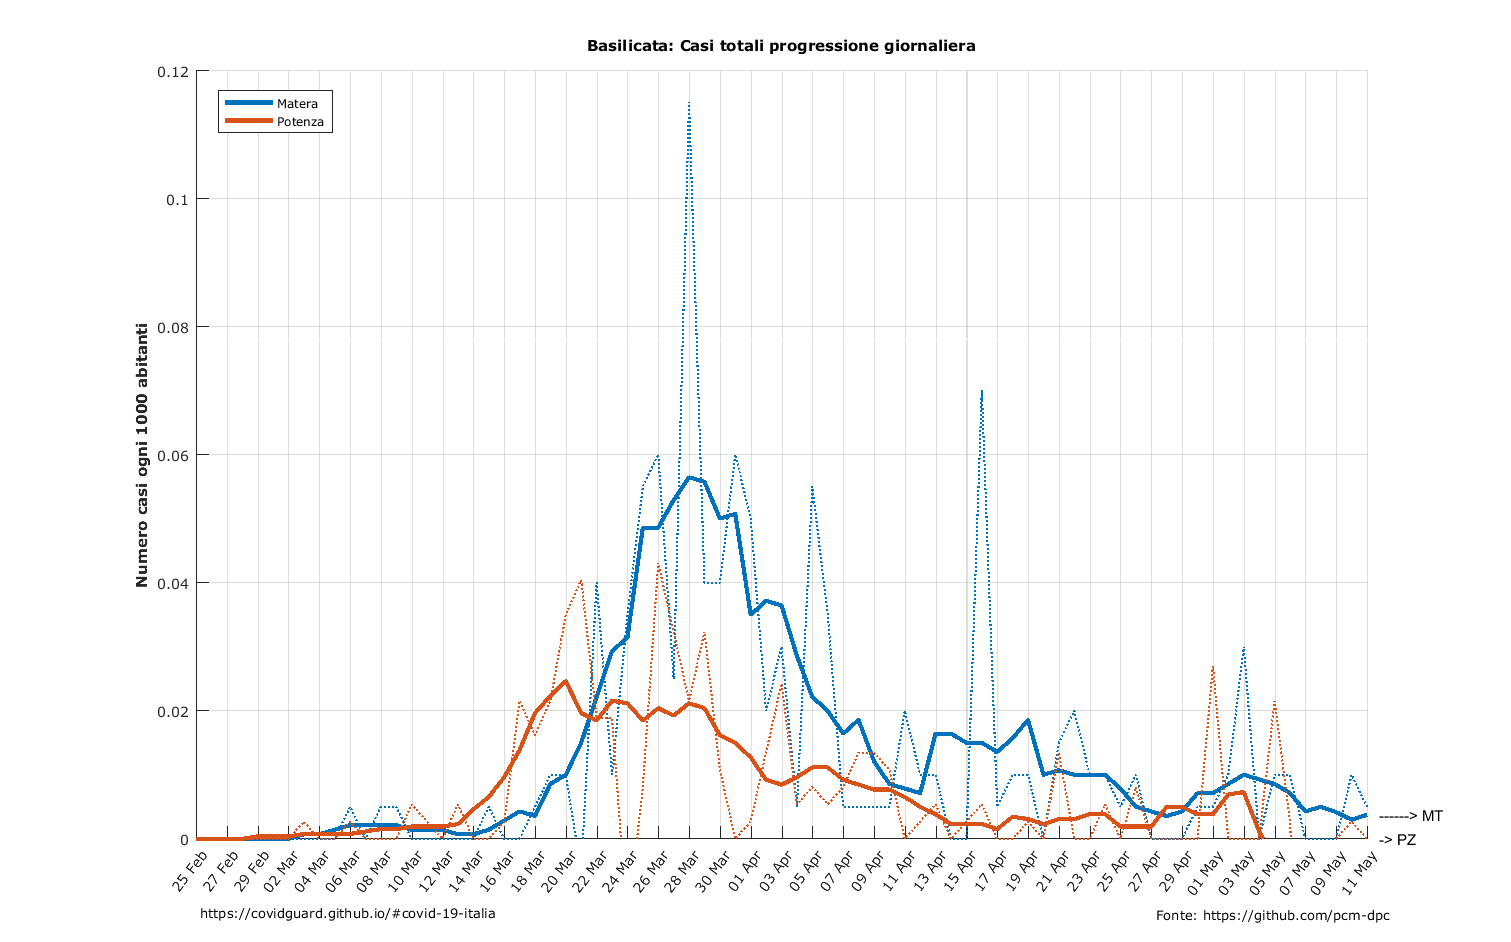 Basilicata: Casi totali progressione giornaliera
0.12
0.1
0.08
0.06
0.04
0.02
0
Numero casi ogni 1000 abitanti
Matera
Potenza
------> MT
-> PZ
25 Feb
27 Feb
29 Feb
02 Mar
04 Mar
06 Mar
08 Mar
10 Mar
12 Mar
14 Mar
16 Mar
18 Mar
20 Mar
22 Mar
24 Mar
26 Mar
28 Mar
30 Mar
01 Apr
03 Apr
05 Apr
07 Apr
09 Apr
11 Apr
13 Apr
15 Apr
17 Apr
19 Apr
21 Apr
23 Apr
25 Apr
27 Apr
29 Apr
01 May
03 May
05 May
07 May
09 May
11 May
https://covidguard.github.io/#covid-19-italia
Fonte: https://github.com/pcm-dpc